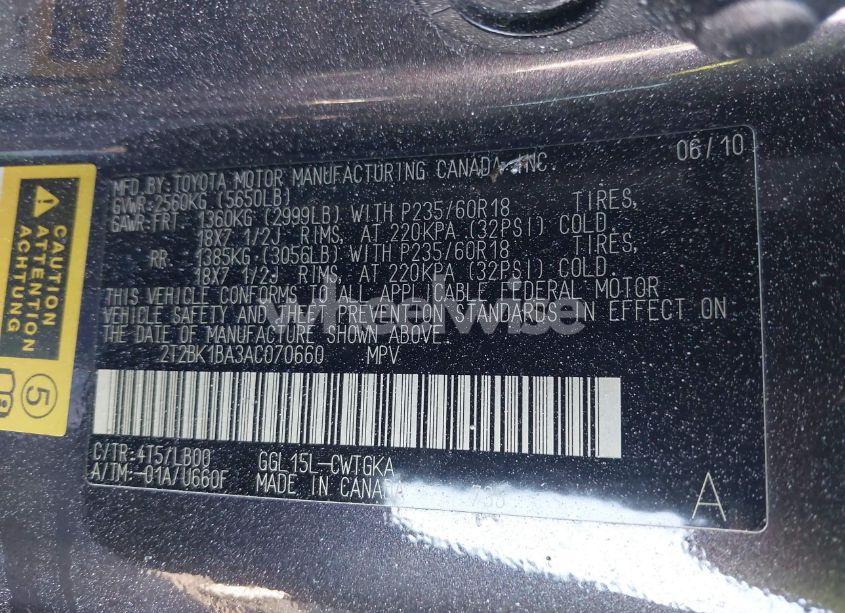 MFD.BY:TOYOTA MOTOR MANUFACTURING CANADA INC. 06/10
GVWR:2560KG (5650LB)
GAWR:FRT 1360KG (2999LB) WITH P235/60R18 TIRES,
18X7 1/2J RIMS, AT 220KPA (32PSI) COLD.
RR. 1385KG (3056LB) WITH P235/60R18 TIRES,
18X7 1/2J RIMS, AT 220KPA (32PSI) COLD.
THIS VEHICLE CONFORMS TO ALL APPLICABLE FEDERAL MOTOR
VEHICLE SAFETY AND THEFT PREVENTION STANDARDS IN EFFECT ON
THE DATE OF MANUFACTURE SHOWN ABOVE.
2T2BK1BA3AC070660 MPV
C/TR:4T5/LB00 GGL15L-CWTGKA
A/TM:-01A/U660F MADE IN CANADA
A
CAUTION
ATTENTION
ACHTUNG
5
wheelwise